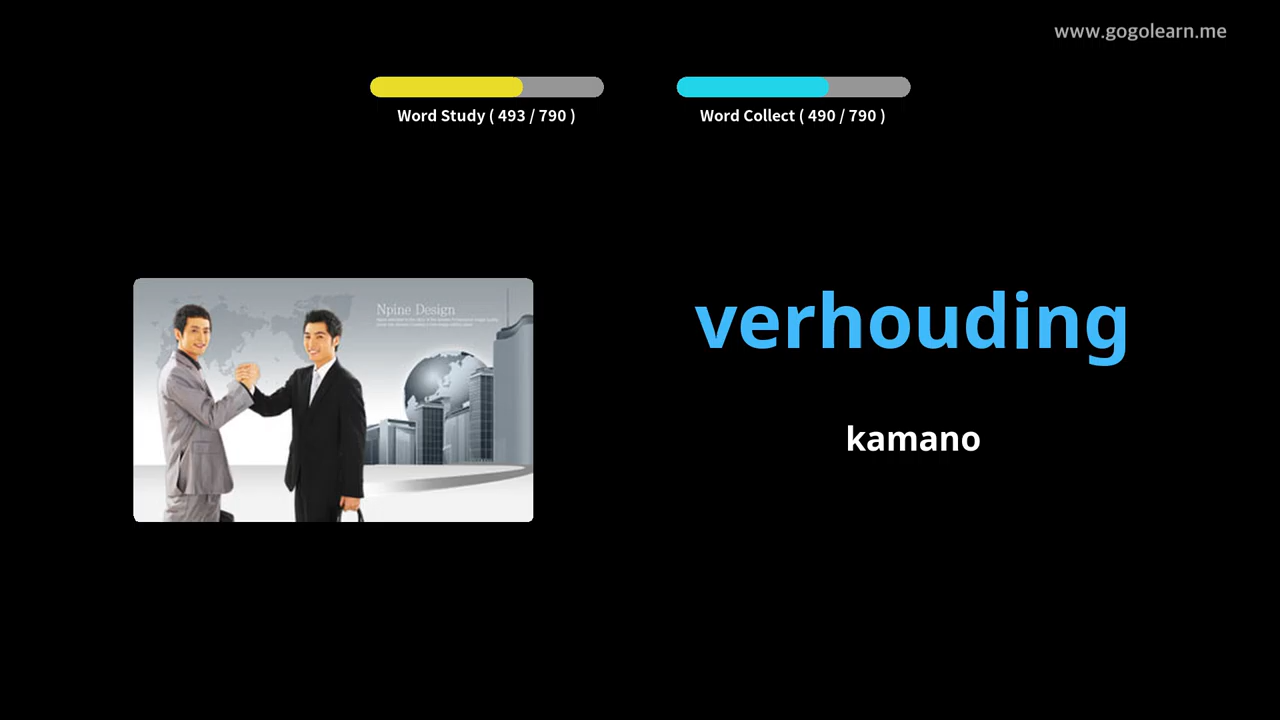 www.gogolearn.me
Word Study ( 493 / 790 )
Word Collect ( 490 / 790 )
Npine Design
verhouding
kamano